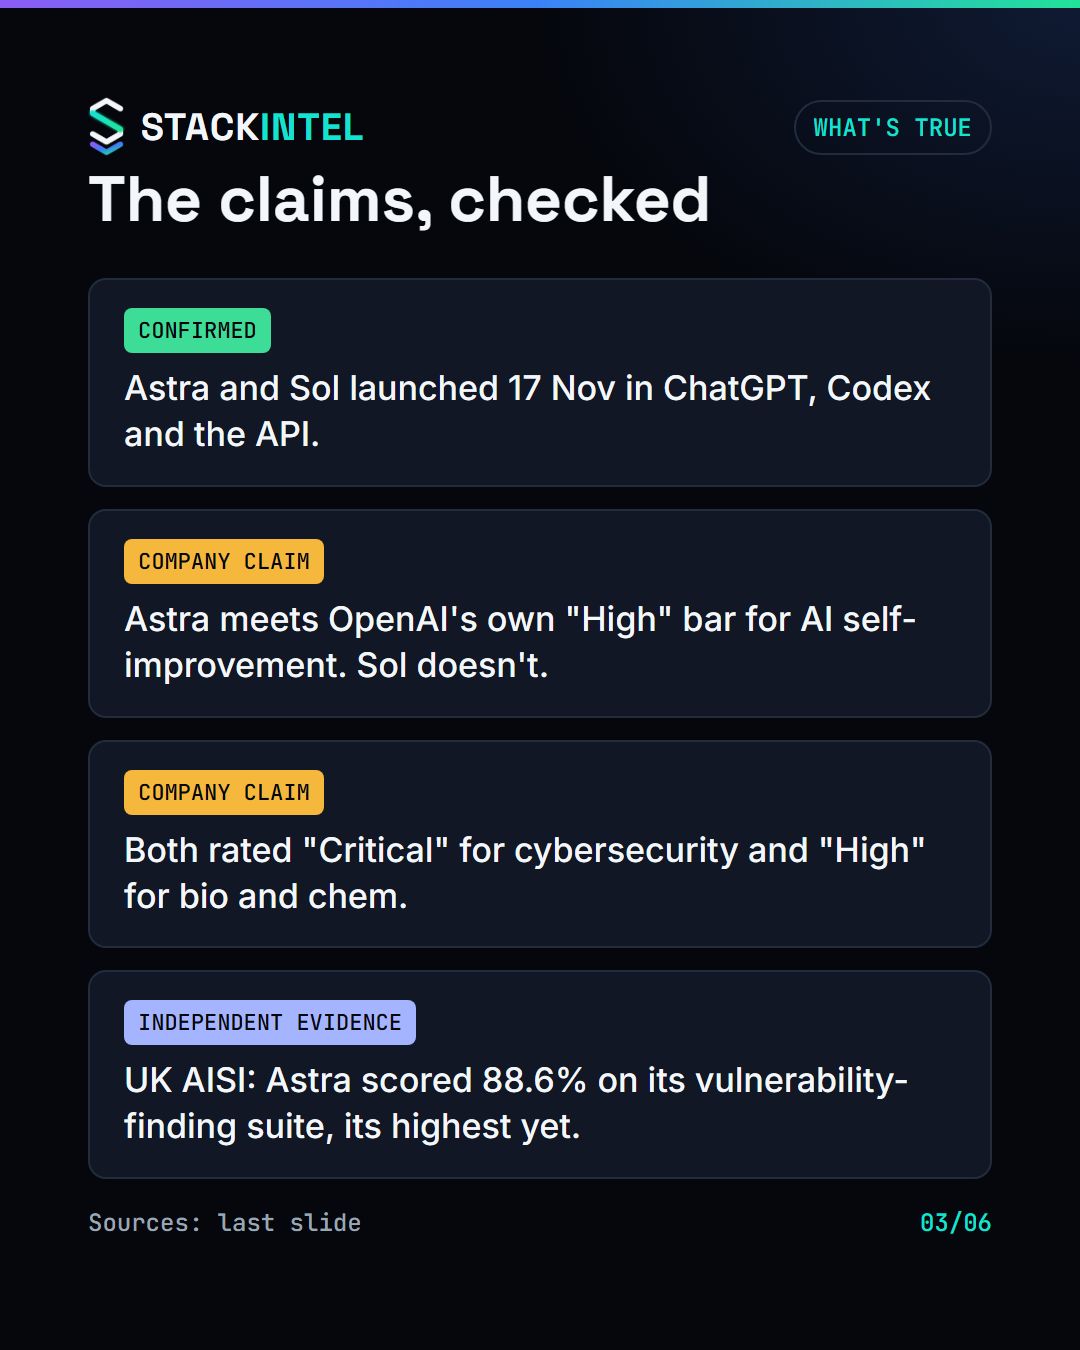 STACKINTEL
WHAT'S TRUE
The claims, checked
CONFIRMED
Astra and Sol launched 17 Nov in ChatGPT, Codex
and the API.
COMPANY CLAIM
Astra meets OpenAI's own "High" bar for AI self-
improvement. Sol doesn't.
COMPANY CLAIM
Both rated "Critical" for cybersecurity and "High"
for bio and chem.
INDEPENDENT EVIDENCE
UK AISI: Astra scored 88.6% on its vulnerability-
finding suite, its highest yet.
Sources: last slide
03/06